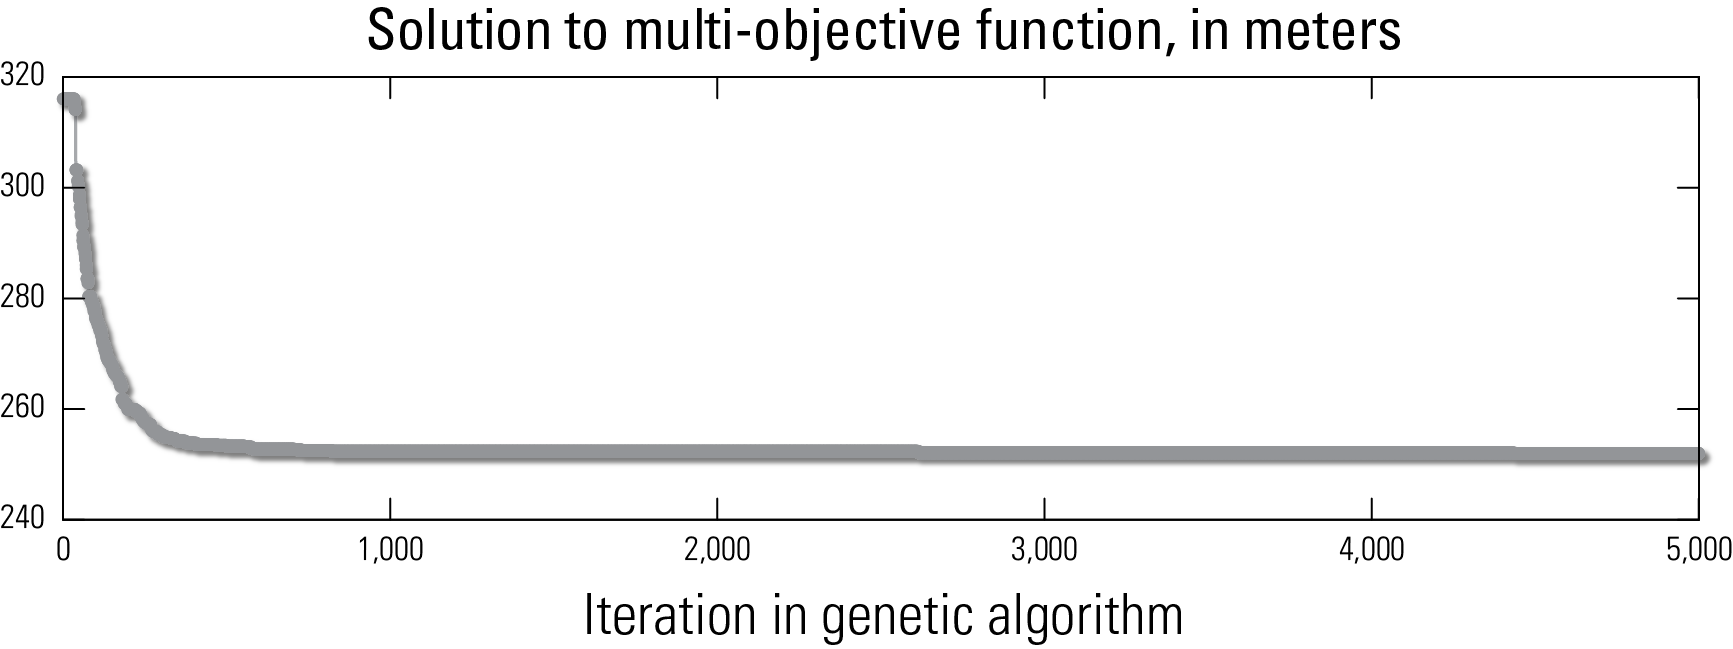 Solution to multi-objective function, in meters
320
300
280
260
240
0 1,000 2,000 3,000 4,000 5,000
Iteration in genetic algorithm